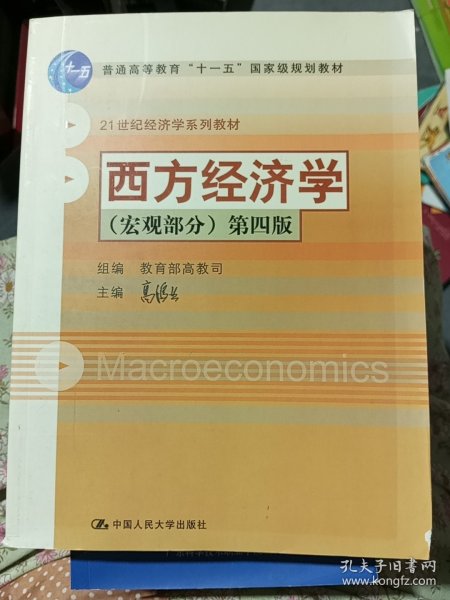 十一五
普通高等教育“十一五”国家级规划教材
21世纪经济学系列教材
西方经济学
（宏观部分）第四版
组编 教育部高教司
主编 高鸿业
Macroeconomics
中国人民大学出版社
孔夫子旧书网
www.kongfz.com